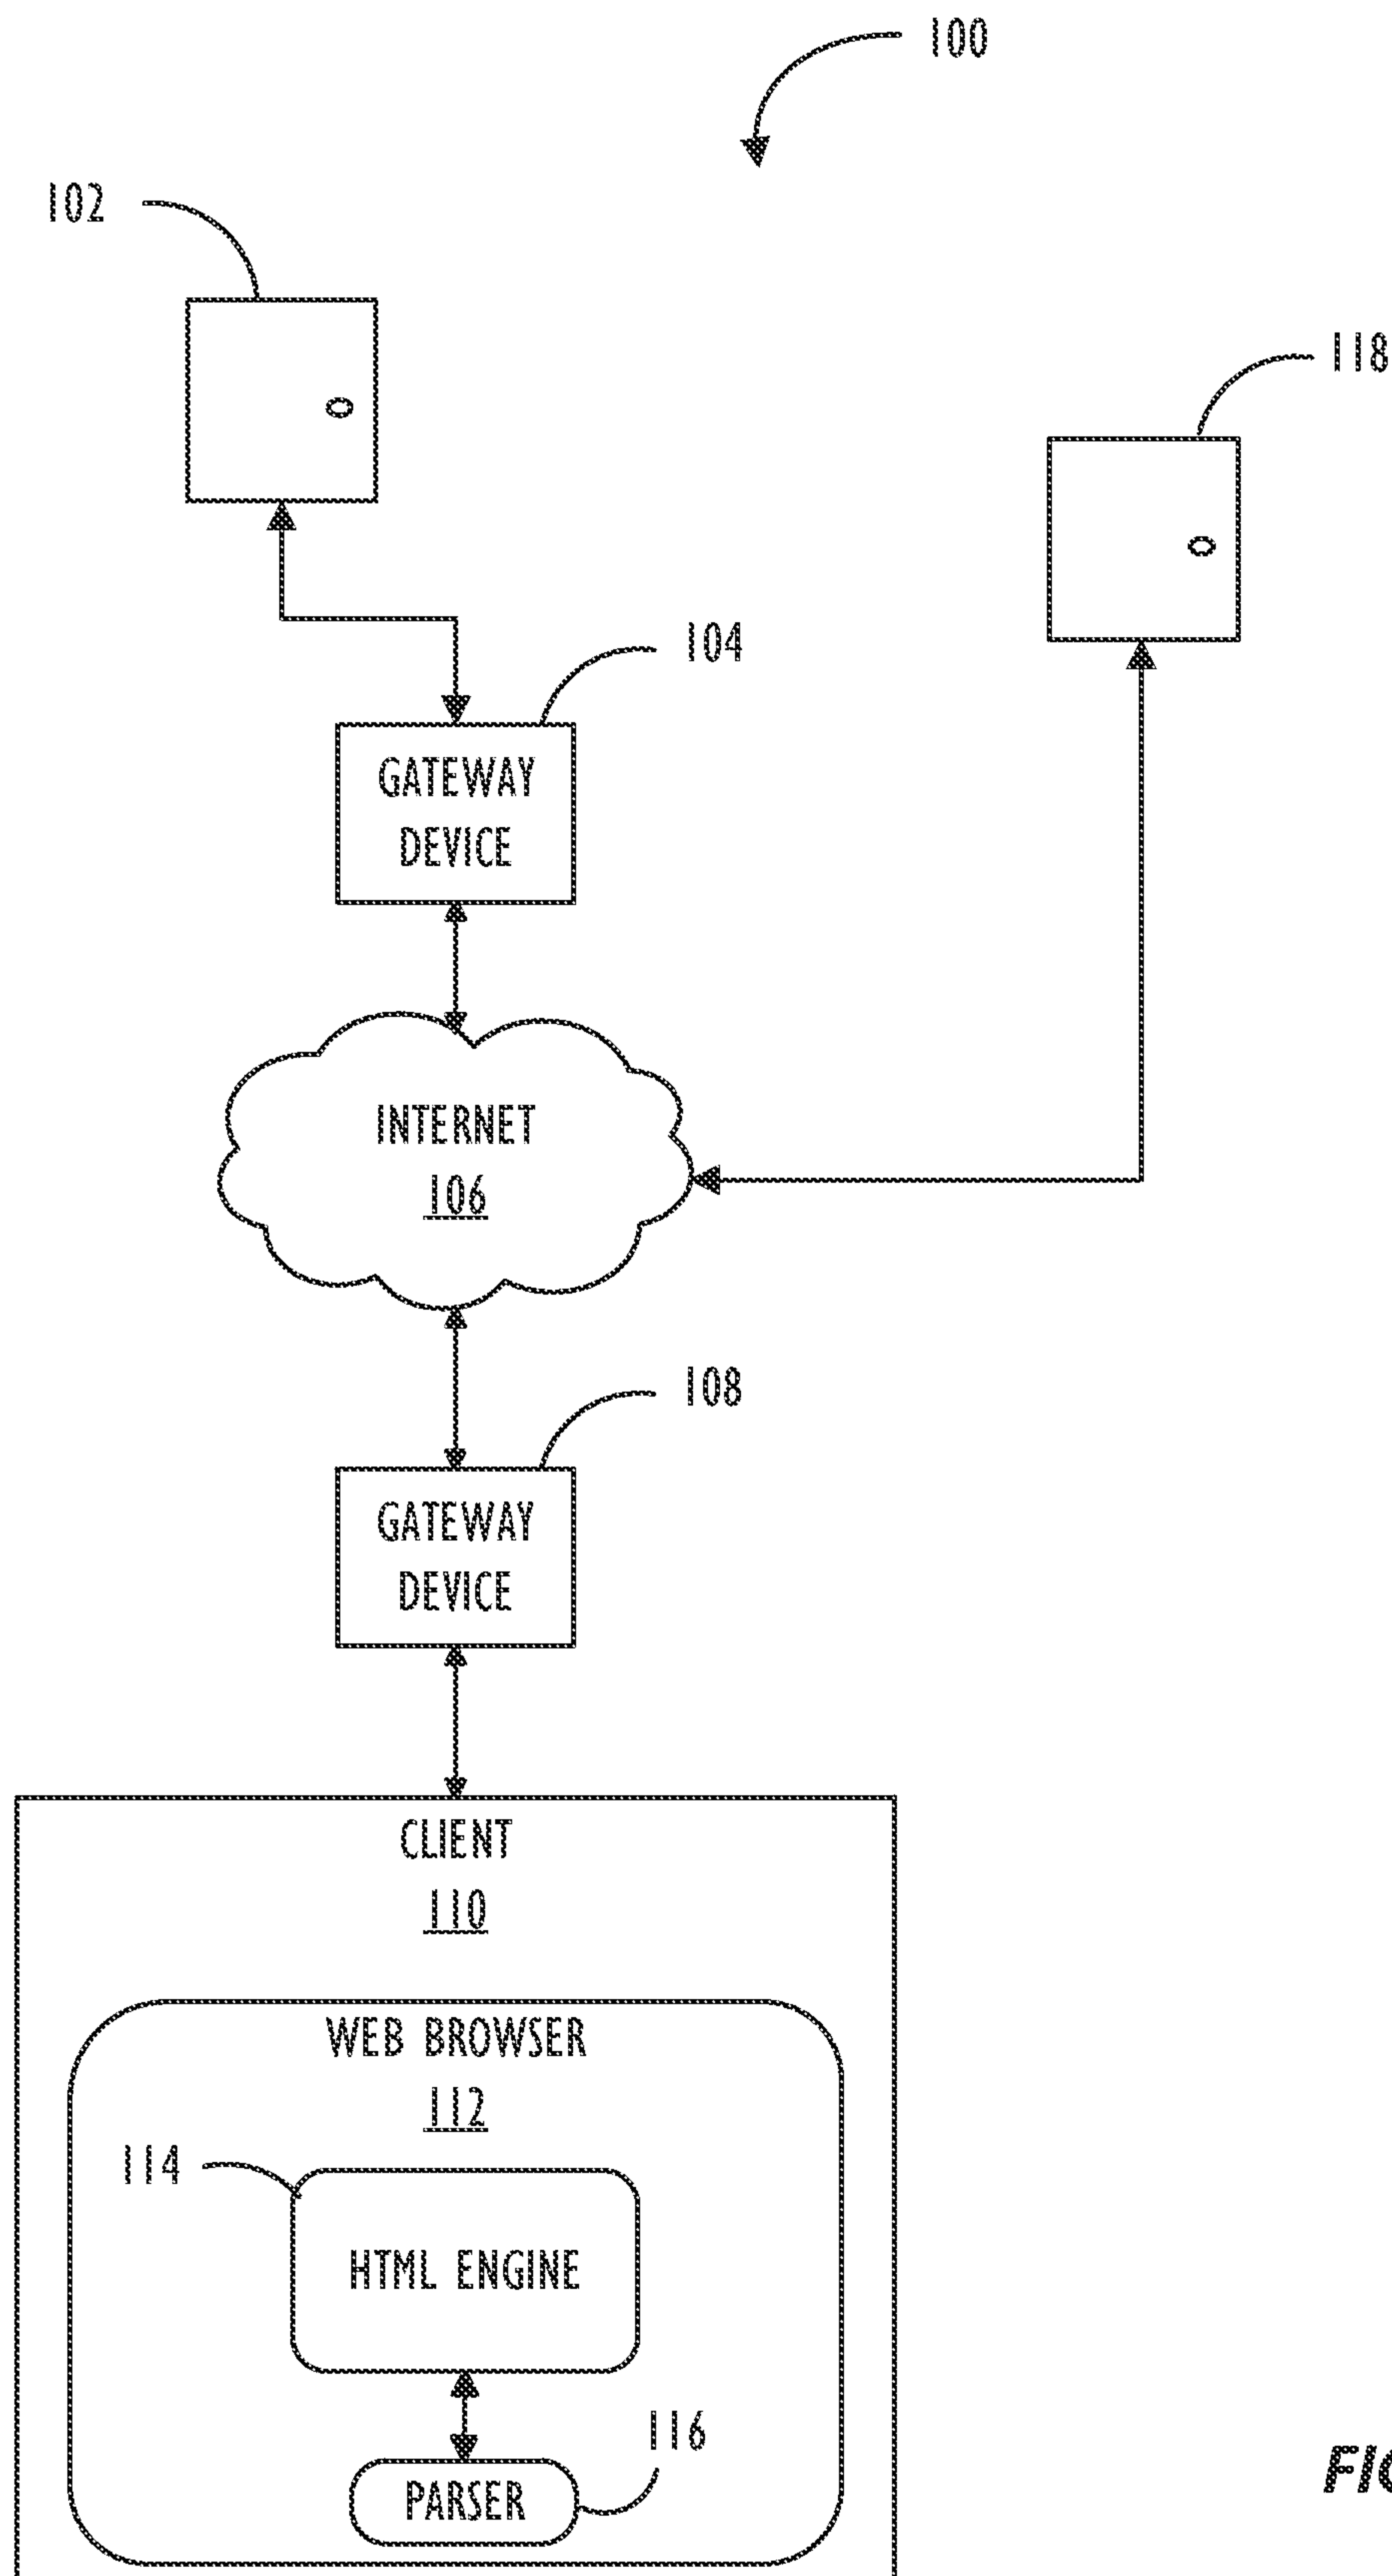 100
102
118
104
GATEWAY
DEVICE
INTERNET
106
108
GATEWAY
DEVICE
CLIENT
110
WEB BROWSER
112
114
HTML ENGINE
116
PARSER